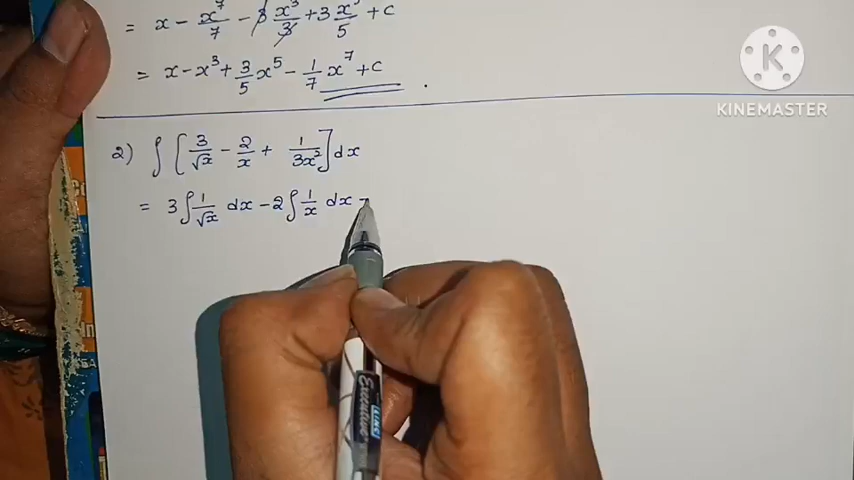 = x - x⁷/7 - 3 x³/3 + 3 x⁵/5 + c
= x - x³ + 3/5 x⁵ - 1/7 x⁷ + c .
2) ∫ [ 3/√x - 2/x + 1/3x² ] dx
= 3 ∫ 1/√x dx - 2 ∫ 1/x dx
K
KINEMASTER
Executive